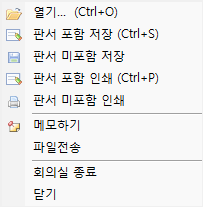 열기... (Ctrl+O)
판서 포함 저장 (Ctrl+S)
판서 미포함 저장
판서 포함 인쇄 (Ctrl+P)
판서 미포함 인쇄
메모하기
파일전송
회의실 종료
닫기